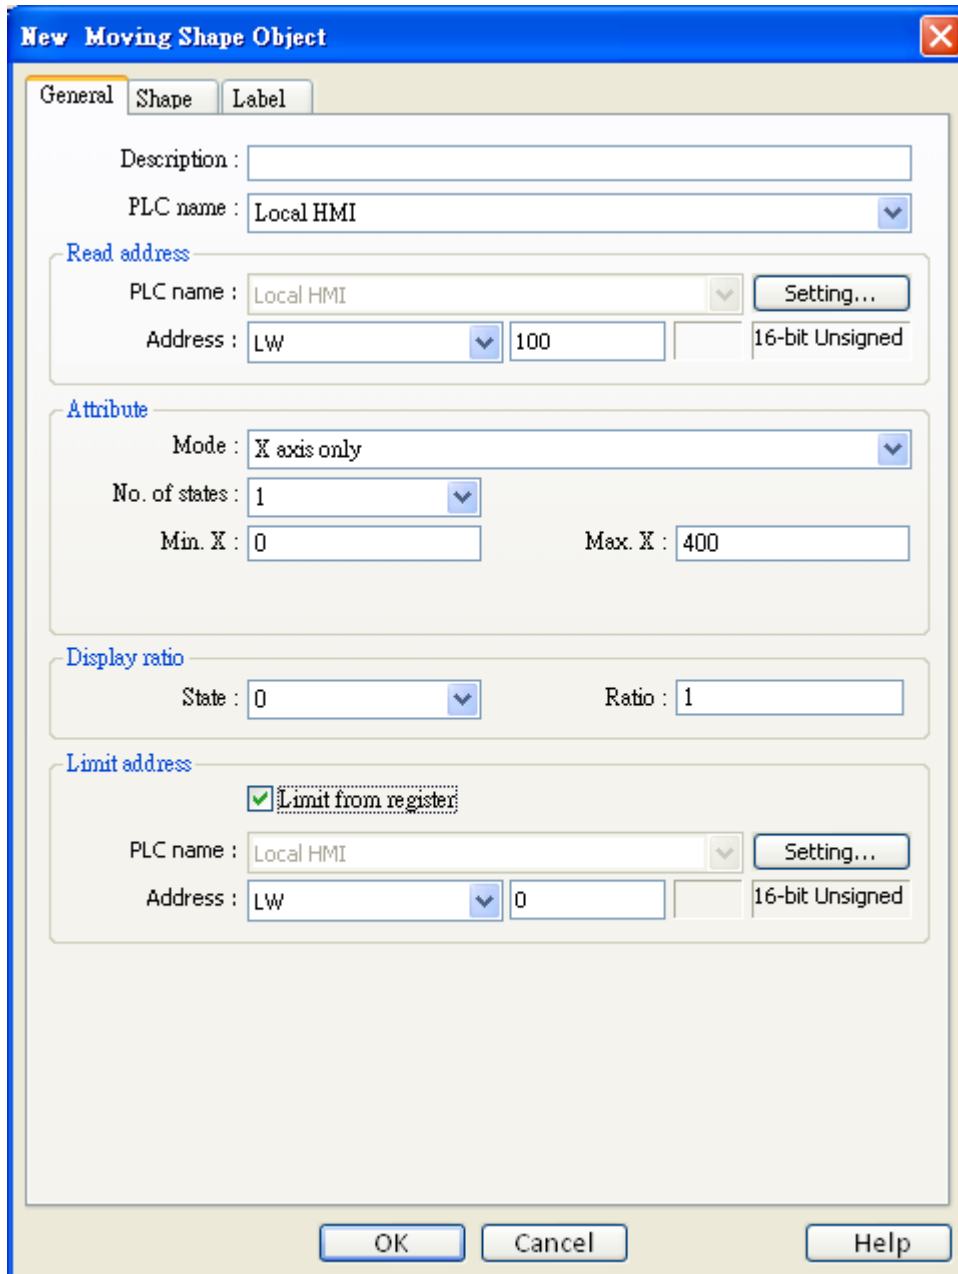 New Moving Shape Object
General Shape Label
Description :
PLC name : Local HMI
Read address
PLC name : Local HMI Setting...
Address : LW 100 16-bit Unsigned
Attribute
Mode : X axis only
No. of states : 1
Min. X : 0 Max. X : 400
Display ratio
State : 0 Ratio : 1
Limit address
Limit from register
PLC name : Local HMI Setting...
Address : LW 0 16-bit Unsigned
OK Cancel Help